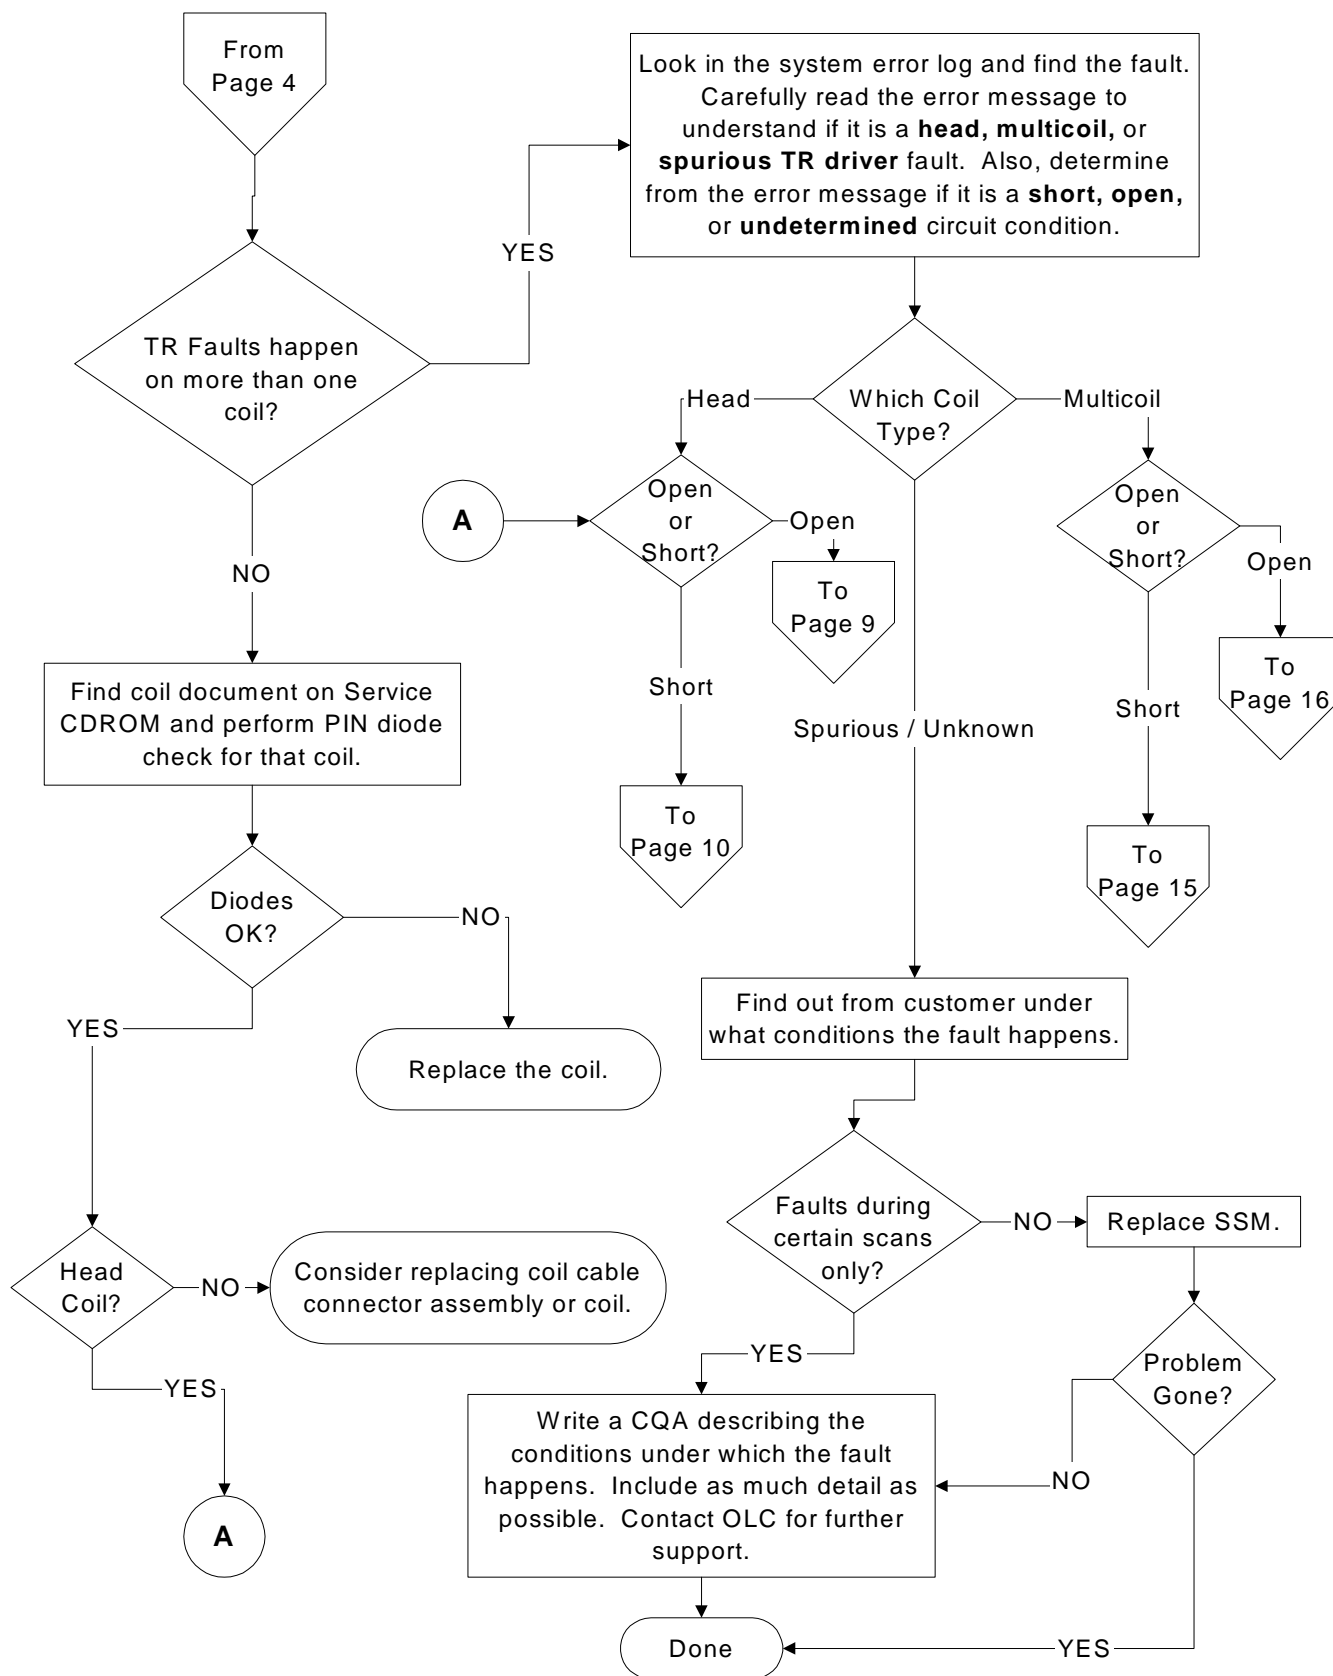 From
Page 4
Look in the system error log and find the fault.
Carefully read the error message to
understand if it is a head, multicoil, or
spurious TR driver fault.  Also, determine
from the error message if it is a short, open,
or undetermined circuit condition.
YES
TR Faults happen
on more than one
coil?
Head
Which Coil
Type?
Multicoil
A
Open
or
Short?
Open
To
Page 9
Open
or
Short?
Open
To
Page 16
NO
Short
Short
Spurious / Unknown
Find coil document on Service
CDROM and perform PIN diode
check for that coil.
To
Page 10
To
Page 15
Diodes
OK?
NO
YES
Replace the coil.
Find out from customer under
what conditions the fault happens.
Faults during
certain scans
only?
NO
Replace SSM.
Head
Coil?
NO
Consider replacing coil cable
connector assembly or coil.
YES
YES
Problem
Gone?
NO
A
Write a CQA describing the
conditions under which the fault
happens.  Include as much detail as
possible.  Contact OLC for further
support.
Done
YES